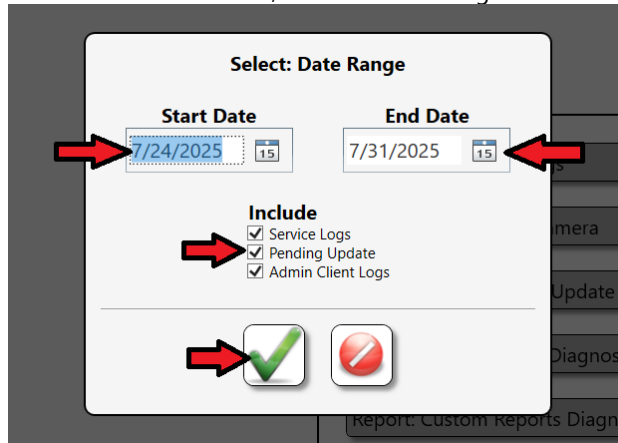 Select: Date Range
Start Date
End Date
7/24/2025
15
7/31/2025
15
Include
Service Logs
Pending Update
Admin Client Logs
mera
Update
Diagnos
Report: Custom Reports Diagn